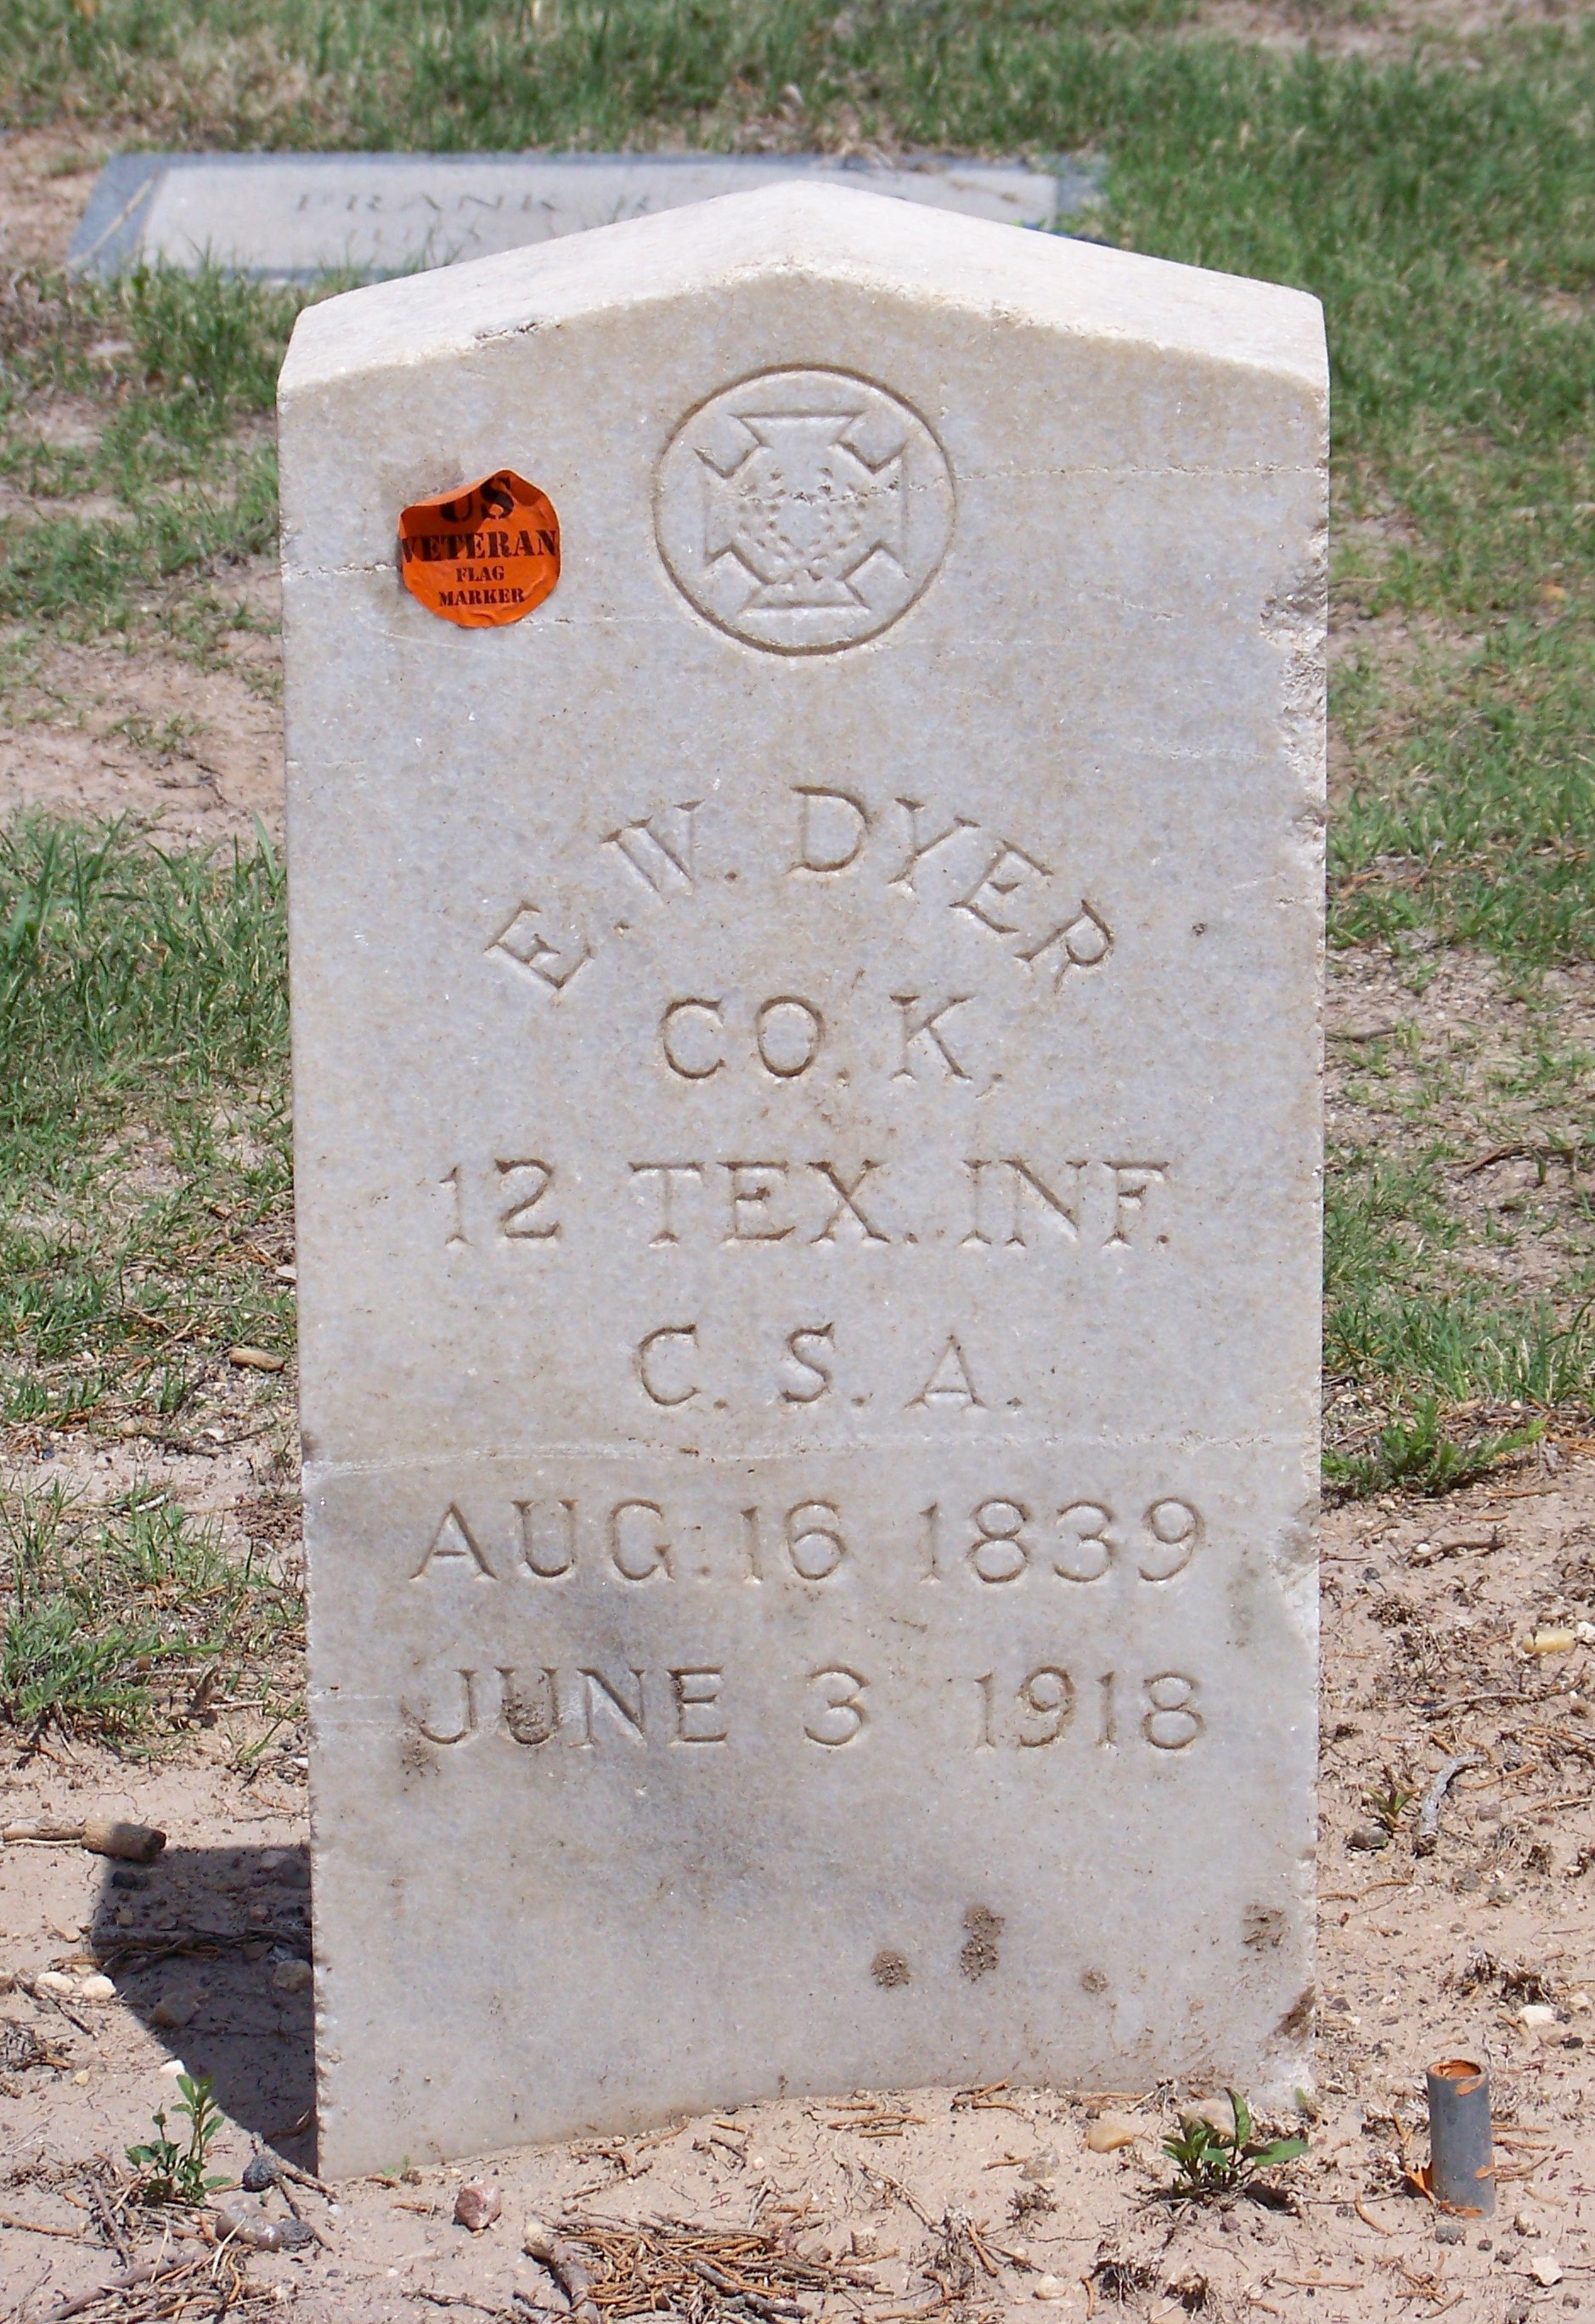 FRANK
US
VETERAN
FLAG
MARKER
E. W. DYER
CO. K.
12 TEX. INF.
C. S. A.
AUG. 16 1839
JUNE 3 1918